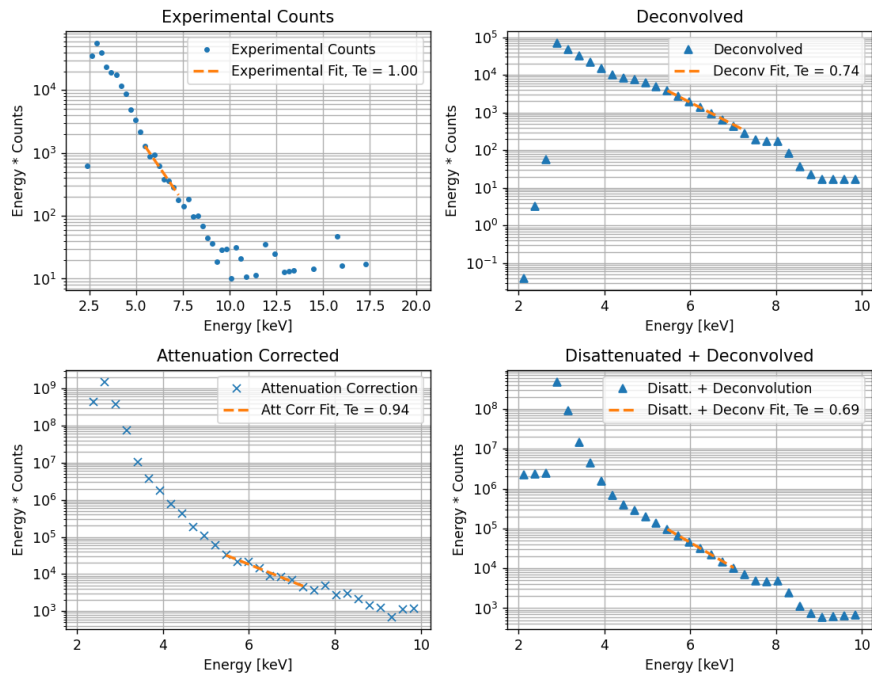 Experimental Counts
Energy * Counts
10^4
10^3
10^2
10^1
Experimental Counts
Experimental Fit, Te = 1.00
2.5 5.0 7.5 10.0 12.5 15.0 17.5 20.0
Energy [keV]
Deconvolved
Energy * Counts
10^5
10^4
10^3
10^2
10^1
10^0
10^−1
Deconvolved
Deconv Fit, Te = 0.74
2 4 6 8 10
Energy [keV]
Attenuation Corrected
Energy * Counts
10^9
10^8
10^7
10^6
10^5
10^4
10^3
Attenuation Correction
Att Corr Fit, Te = 0.94
2 4 6 8 10
Energy [keV]
Disattenuated + Deconvolved
Energy * Counts
10^8
10^7
10^6
10^5
10^4
10^3
Disatt. + Deconvolution
Disatt. + Deconv Fit, Te = 0.69
2 4 6 8 10
Energy [keV]